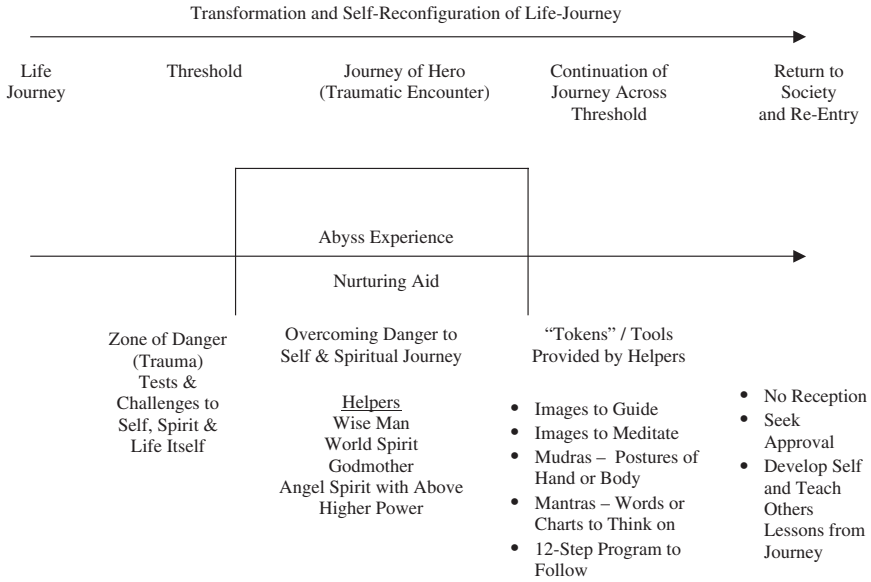 Transformation and Self-Reconfiguration of Life-Journey
Life
Journey
Threshold
Journey of Hero
(Traumatic Encounter)
Continuation of
Journey Across
Threshold
Return to
Society
and Re-Entry
Abyss Experience
Nurturing Aid
Zone of Danger
(Trauma)
Tests &
Challenges to
Self, Spirit &
Life Itself
Overcoming Danger to
Self & Spiritual Journey
Helpers
Wise Man
World Spirit
Godmother
Angel Spirit with Above
Higher Power
“Tokens” / Tools
Provided by Helpers
• Images to Guide
• Images to Meditate
• Mudras – Postures of
Hand or Body
• Mantras – Words or
Charts to Think on
• 12-Step Program to
Follow
• No Reception
• Seek
Approval
• Develop Self
and Teach
Others
Lessons from
Journey